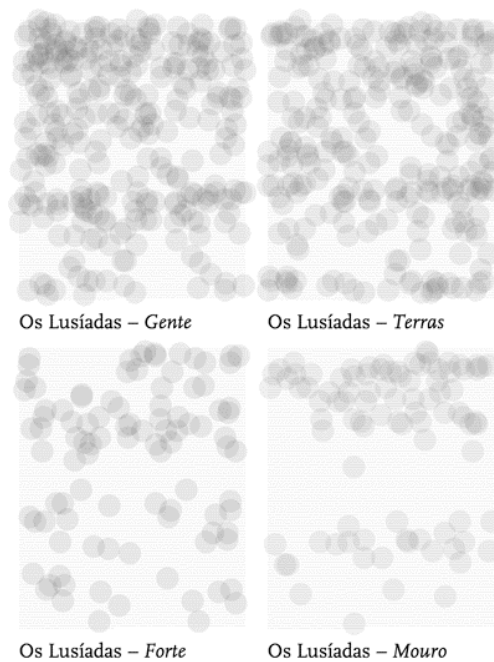 Os Lusíadas – Gente
Os Lusíadas – Terras
Os Lusíadas – Forte
Os Lusíadas – Mouro